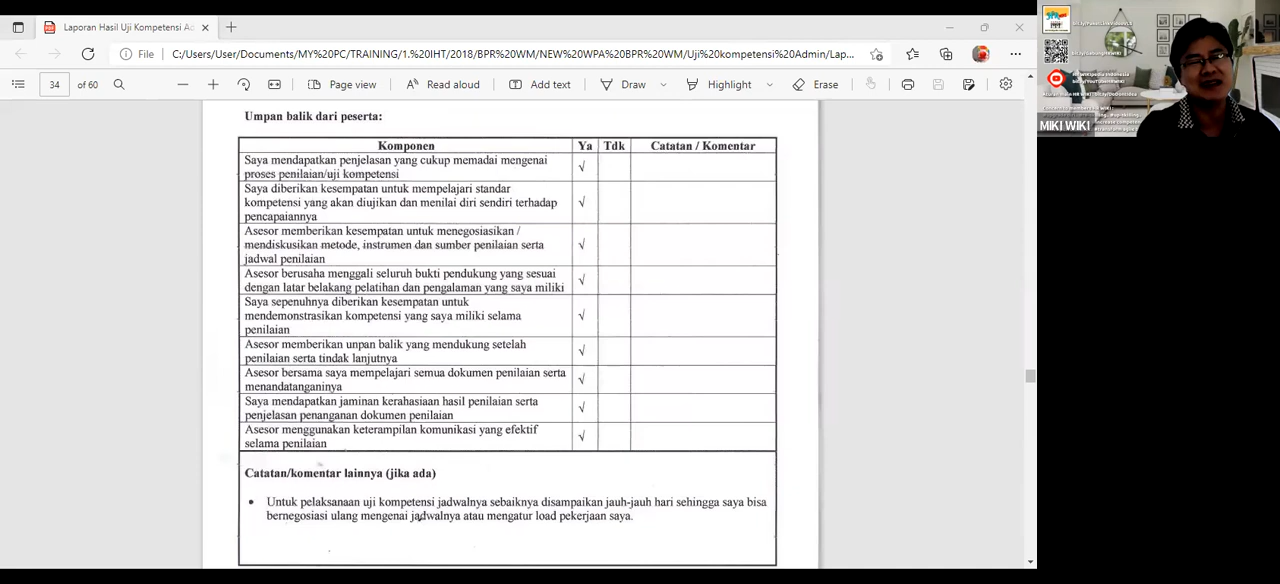 Laporan Hasil Uji Kompetensi Ad
File
C:/Users/User/Documents/MY%20PC/TRAINING/1.%20IHT/2018/BPR%20WM/NEW%20WPA%20BPR%20WM/Uji%20kompetensi%20Admin/Lap...
34 of 60
Page view
Read aloud
Add text
Draw
Highlight
Erase
Umpan balik dari peserta:
Komponen Ya Tdk Catatan / Komentar
Saya mendapatkan penjelasan yang cukup memadai mengenai
proses penilaian/uji kompetensi √
Saya diberikan kesempatan untuk mempelajari standar
kompetensi yang akan diujikan dan menilai diri sendiri terhadap √
pencapaiannya
Asesor memberikan kesempatan untuk menegosiasikan /
mendiskusikan metode, instrumen dan sumber penilaian serta √
jadwal penilaian
Asesor berusaha menggali seluruh bukti pendukung yang sesuai
dengan latar belakang pelatihan dan pengalaman yang saya miliki √
Saya sepenuhnya diberikan kesempatan untuk
mendemonstrasikan kompetensi yang saya miliki selama √
penilaian
Asesor memberikan unpan balik yang mendukung setelah
penilaian serta tindak lanjutnya √
Asesor bersama saya mempelajari semua dokumen penilaian serta
menandatanganinya √
Saya mendapatkan jaminan kerahasiaan hasil penilaian serta
penjelasan penanganan dokumen penilaian √
Asesor menggunakan keterampilan komunikasi yang efektif
selama penilaian √
Catatan/komentar lainnya (jika ada)
• Untuk pelaksanaan uji kompetensi jadwalnya sebaiknya disampaikan jauh-jauh hari sehingga saya bisa
bernegosiasi ulang mengenai jadwalnya atau mengatur load pekerjaan saya.
MIKI WIKI